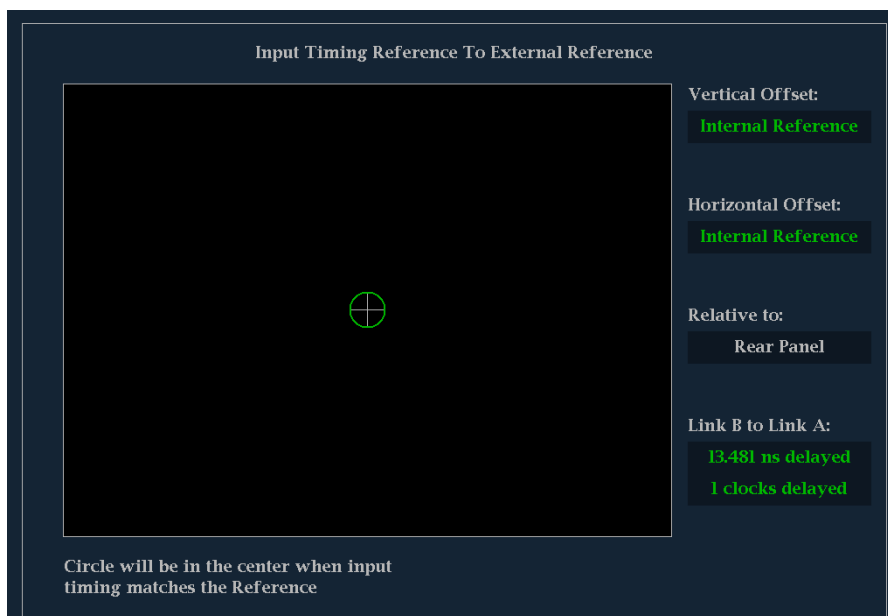 Input Timing Reference To External Reference
Vertical Offset:
Internal Reference
Horizontal Offset:
Internal Reference
Relative to:
Rear Panel
Link B to Link A:
13.481 ns delayed
1 clocks delayed
Circle will be in the center when input
timing matches the Reference